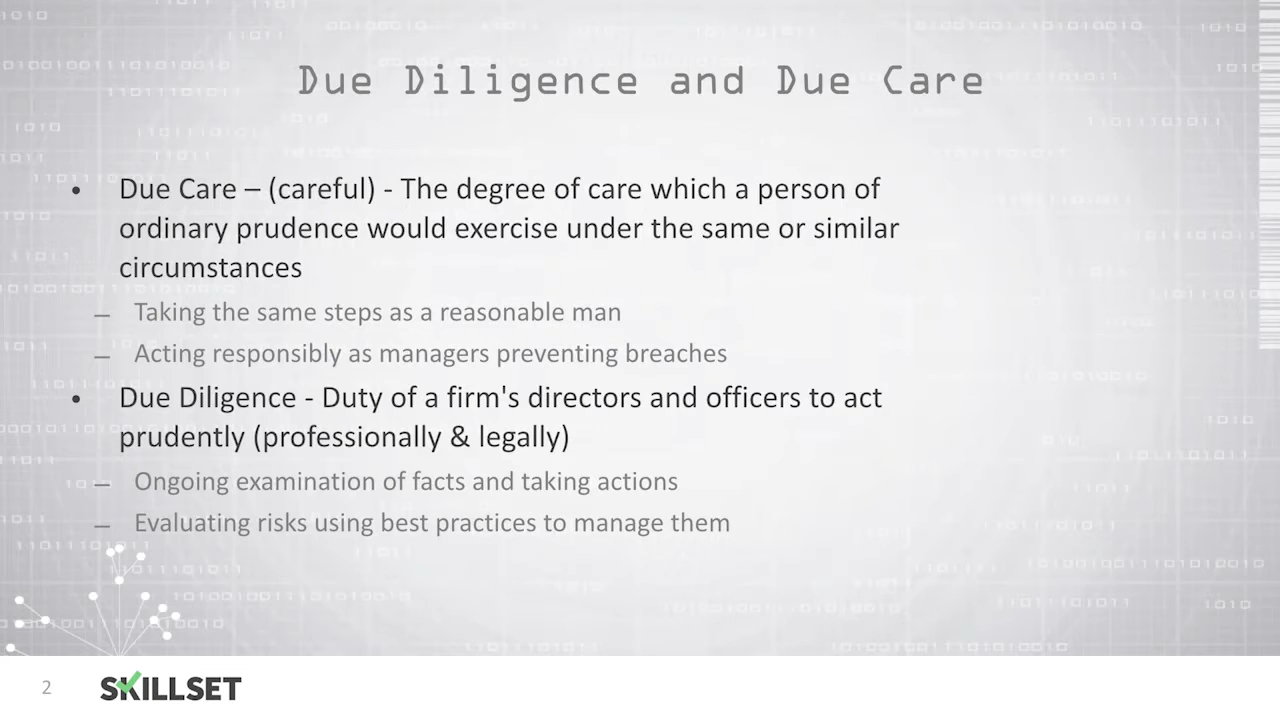 Due Diligence and Due Care
• Due Care – (careful) - The degree of care which a person of
ordinary prudence would exercise under the same or similar
circumstances
– Taking the same steps as a reasonable man
– Acting responsibly as managers preventing breaches
• Due Diligence - Duty of a firm's directors and officers to act
prudently (professionally & legally)
– Ongoing examination of facts and taking actions
– Evaluating risks using best practices to manage them
2
SKILLSET